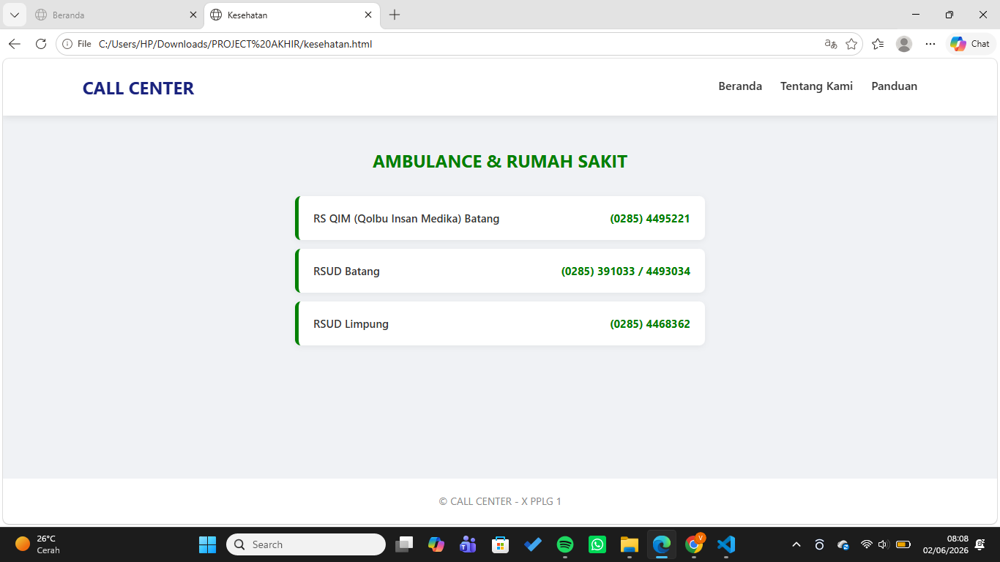 Beranda
Kesehatan
File C:/Users/HP/Downloads/PROJECT%20AKHIR/kesehatan.html
Chat
CALL CENTER
Beranda Tentang Kami Panduan
AMBULANCE & RUMAH SAKIT
RS QIM (Qolbu Insan Medika) Batang (0285) 4495221
RSUD Batang (0285) 391033 / 4493034
RSUD Limpung (0285) 4468362
© CALL CENTER - X PPLG 1
26°C
Cerah
Search
V
08:08
02/06/2026